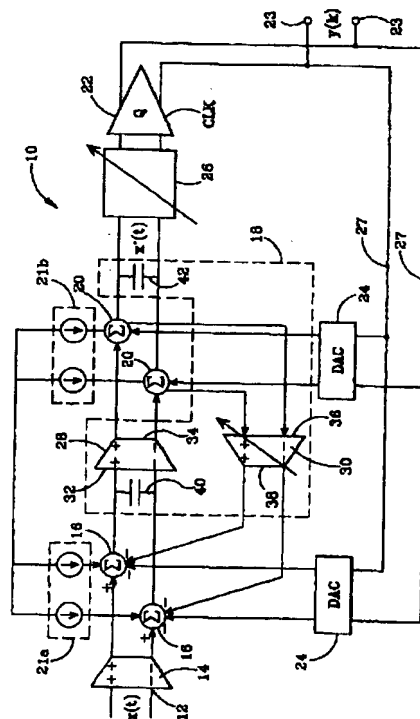 10
23
23
y(k)
22
Q
CLK
26
x'(t)
18
42
27
27
21b
20
20
DAC
24
28
34
32
+
+
36
+
+
30
38
40
16
Σ
Σ
Σ
Σ
+
-
+
-
16
21a
DAC
24
+
+
14
12
x(t)